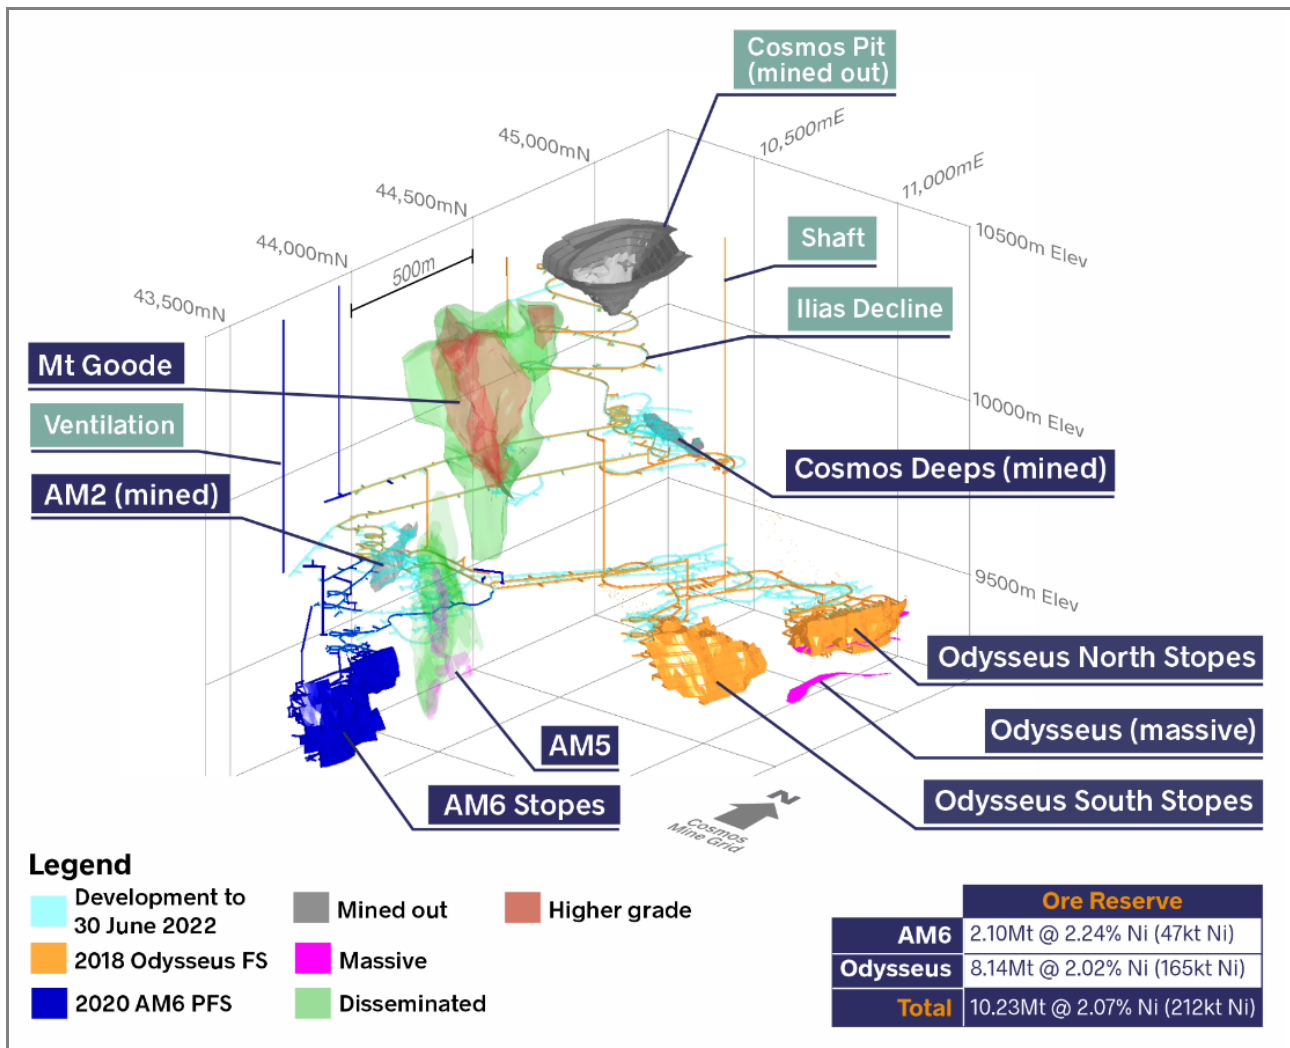 Cosmos Pit
(mined out)
10,500mE
45,000mN
11,000mE
44,500mN
10500m Elev
Shaft
44,000mN
500m
43,500mN
Ilias Decline
Mt Goode
10000m Elev
Ventilation
Cosmos Deeps (mined)
AM2 (mined)
9500m Elev
Odysseus North Stopes
Odysseus (massive)
AM5
AM6 Stopes
Odysseus South Stopes
N
Cosmos
Mine Grid
Legend
Development to
30 June 2022
2018 Odysseus FS
2020 AM6 PFS
Mined out
Massive
Disseminated
Higher grade
Ore Reserve
AM6 2.10Mt @ 2.24% Ni (47kt Ni)
Odysseus 8.14Mt @ 2.02% Ni (165kt Ni)
Total 10.23Mt @ 2.07% Ni (212kt Ni)